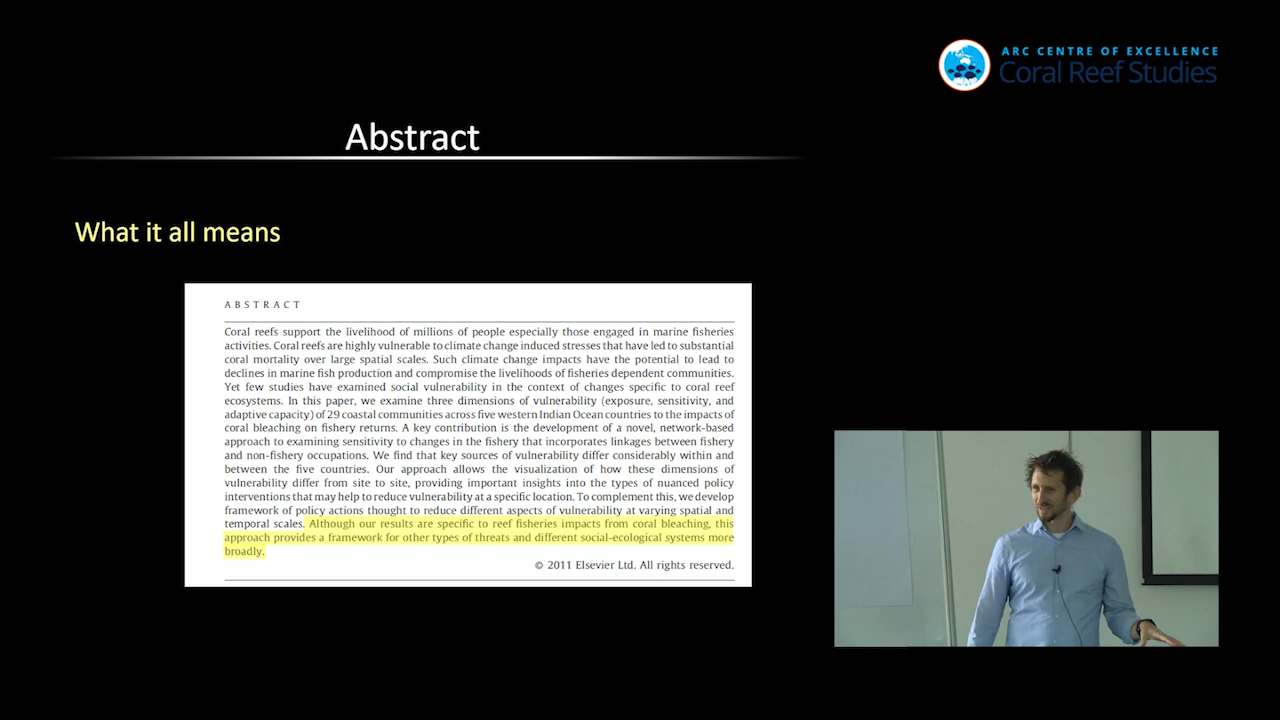 ARC CENTRE OF EXCELLENCE
Coral Reef Studies
Abstract
What it all means
ABSTRACT
Coral reefs support the livelihood of millions of people especially those engaged in marine fisheries
activities. Coral reefs are highly vulnerable to climate change induced stresses that have led to substantial
coral mortality over large spatial scales. Such climate change impacts have the potential to lead to
declines in marine fish production and compromise the livelihoods of fisheries dependent communities.
Yet few studies have examined social vulnerability in the context of changes specific to coral reef
ecosystems. In this paper, we examine three dimensions of vulnerability (exposure, sensitivity, and
adaptive capacity) of 29 coastal communities across five western Indian Ocean countries to the impacts of
coral bleaching on fishery returns. A key contribution is the development of a novel, network-based
approach to examining sensitivity to changes in the fishery that incorporates linkages between fishery
and non-fishery occupations. We find that key sources of vulnerability differ considerably within and
between the five countries. Our approach allows the visualization of how these dimensions of
vulnerability differ from site to site, providing important insights into the types of nuanced policy
interventions that may help to reduce vulnerability at a specific location. To complement this, we develop
framework of policy actions thought to reduce different aspects of vulnerability at varying spatial and
temporal scales. Although our results are specific to reef fisheries impacts from coral bleaching, this
approach provides a framework for other types of threats and different social-ecological systems more
broadly.
© 2011 Elsevier Ltd. All rights reserved.